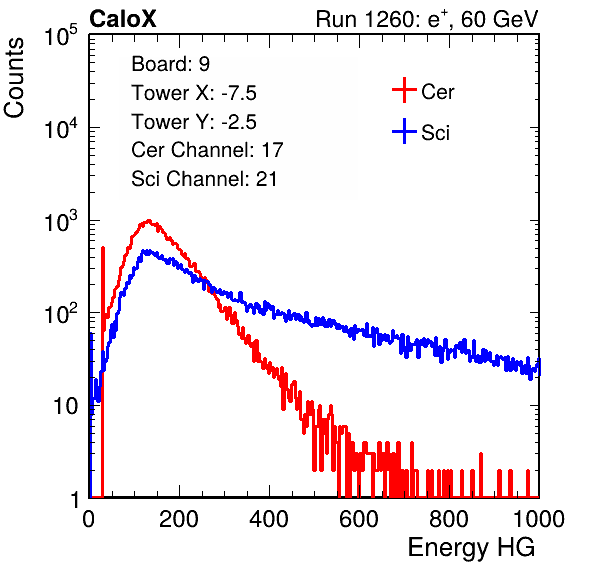 CaloX Run 1260: e+, 60 GeV
Counts
Board: 9
Tower X: -7.5
Tower Y: -2.5
Cer Channel: 17
Sci Channel: 21
Cer
Sci
10^5
10^4
10^3
10^2
10
1
0 200 400 600 800 1000
Energy HG